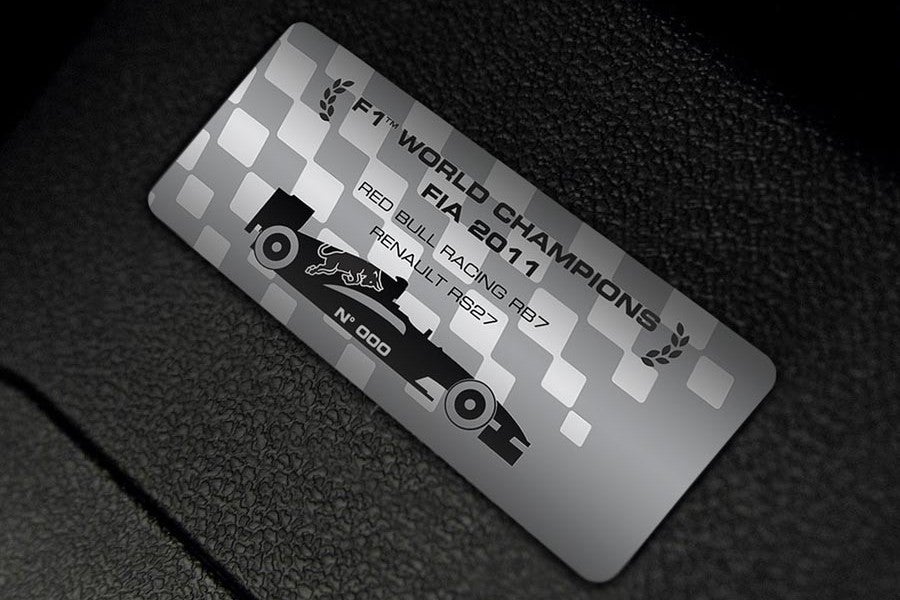 F1™ WORLD CHAMPIONS
FIA 2011
RED BULL RACING RB7
RENAULT RS27
N° 000